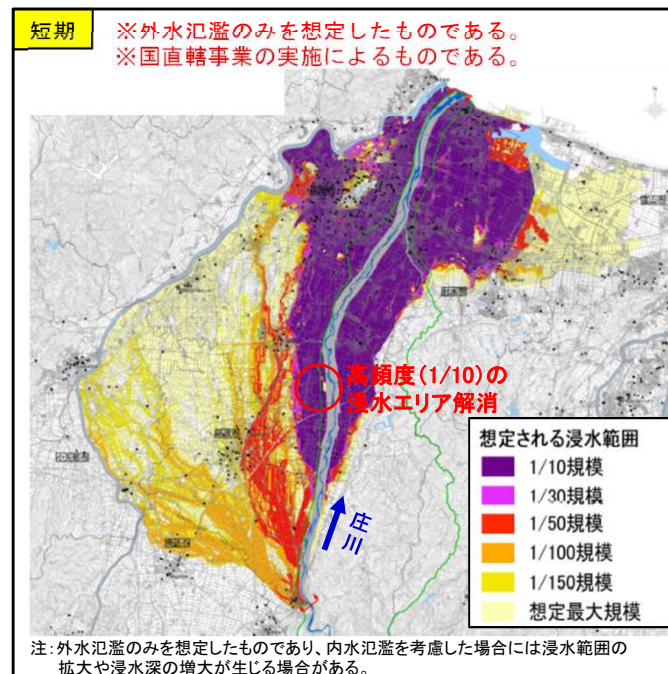 短期
※外水氾濫のみを想定したものである。
※国直轄事業の実施によるものである。
高頻度(1/10)の
浸水エリア解消
庄川
想定される浸水範囲
1/10規模
1/30規模
1/50規模
1/100規模
1/150規模
想定最大規模
注:外水氾濫のみを想定したものであり、内水氾濫を考慮した場合には浸水範囲の
拡大や浸水深の増大が生じる場合がある。